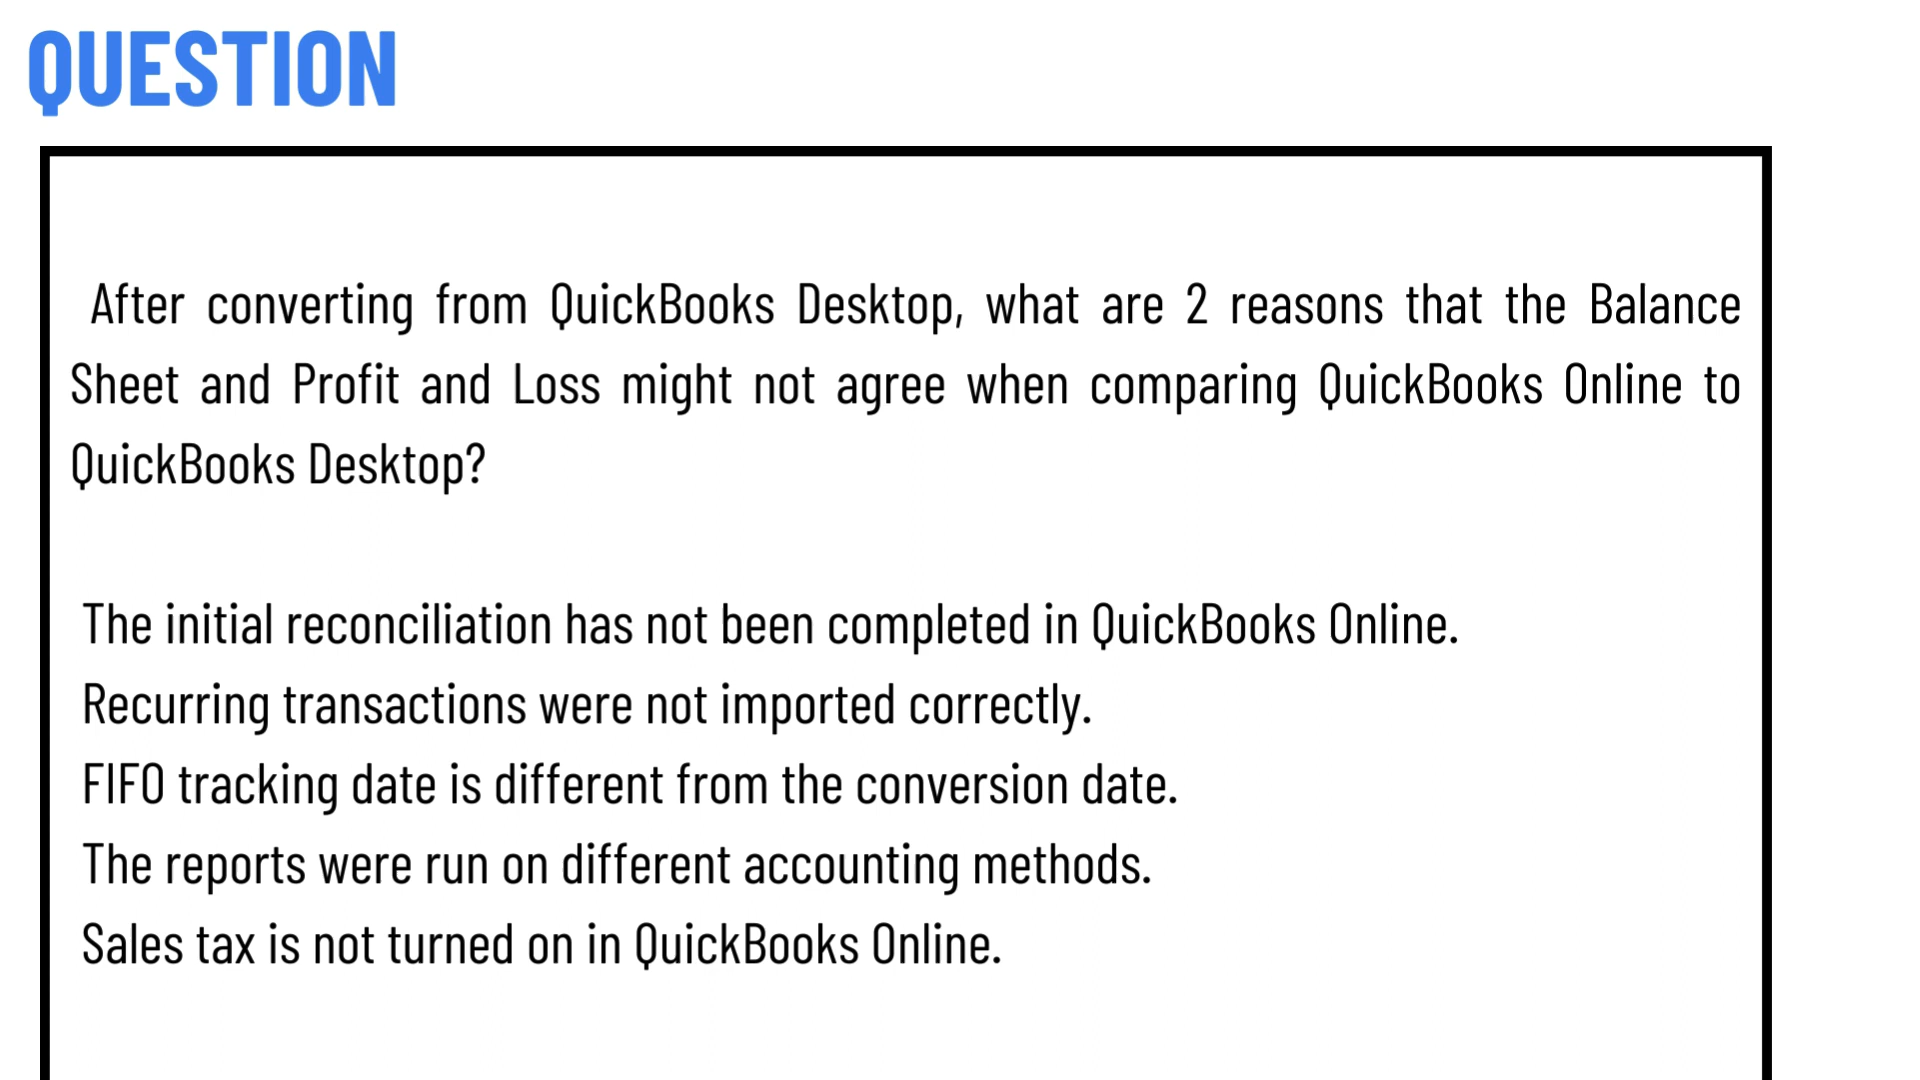 QUESTION
After converting from QuickBooks Desktop, what are 2 reasons that the Balance
Sheet and Profit and Loss might not agree when comparing QuickBooks Online to
QuickBooks Desktop?
The initial reconciliation has not been completed in QuickBooks Online.
Recurring transactions were not imported correctly.
FIFO tracking date is different from the conversion date.
The reports were run on different accounting methods.
Sales tax is not turned on in QuickBooks Online.